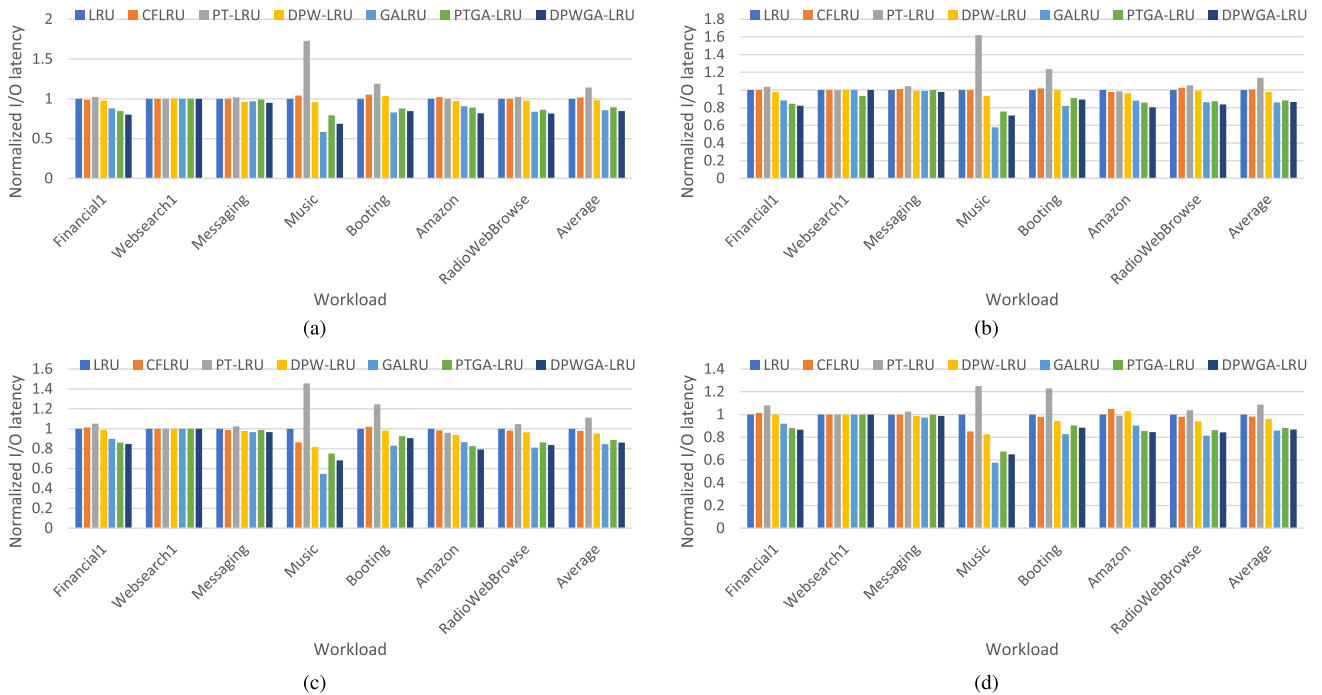 LRU CFLRU PT-LRU DPW-LRU GALRU PTGA-LRU DPWGA-LRU
Normalized I/O latency
2
1.5
1
0.5
0
Financial1 Websearch1 Messaging Music Booting Amazon RadioWebBrowse Average
Workload
(a)
LRU CFLRU PT-LRU DPW-LRU GALRU PTGA-LRU DPWGA-LRU
Normalized I/O latency
1.8
1.6
1.4
1.2
1
0.8
0.6
0.4
0.2
0
Financial1 Websearch1 Messaging Music Booting Amazon RadioWebBrowse Average
Workload
(b)
LRU CFLRU PT-LRU DPW-LRU GALRU PTGA-LRU DPWGA-LRU
Normalized I/O latency
1.6
1.4
1.2
1
0.8
0.6
0.4
0.2
0
Financial1 Websearch1 Messaging Music Booting Amazon RadioWebBrowse Average
Workload
(c)
LRU CFLRU PT-LRU DPW-LRU GALRU PTGA-LRU DPWGA-LRU
Normalized I/O latency
1.4
1.2
1
0.8
0.6
0.4
0.2
0
Financial1 Websearch1 Messaging Music Booting Amazon RadioWebBrowse Average
Workload
(d)